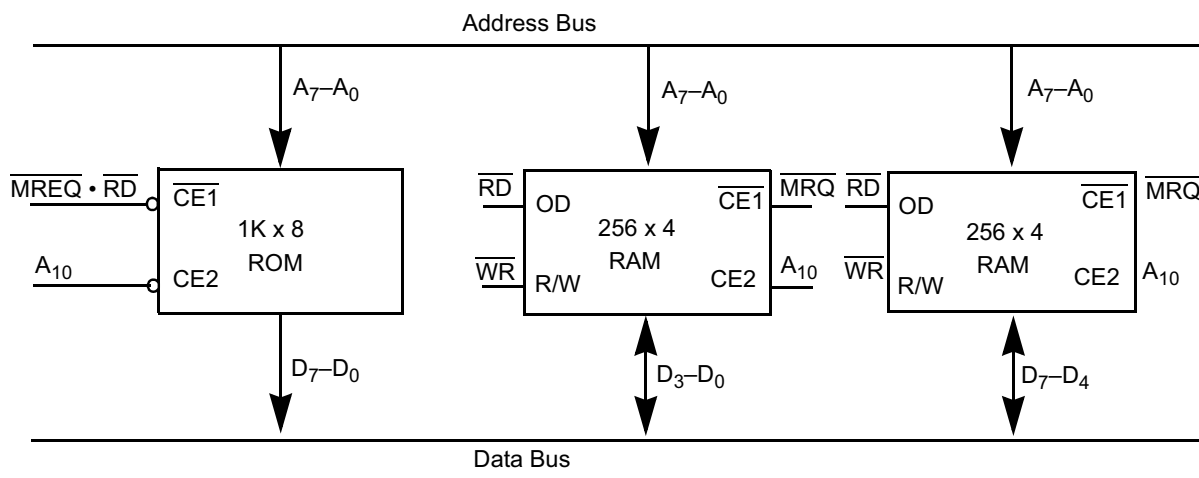 Address Bus
A7–A0
A7–A0
A7–A0
MREQ • RD
CE1
1K x 8
ROM
A10
CE2
RD
OD
CE1
MRQ
256 x 4
RAM
WR
R/W
CE2
A10
RD
OD
CE1
MRQ
256 x 4
RAM
WR
R/W
CE2
A10
D7–D0
D3–D0
D7–D4
Data Bus